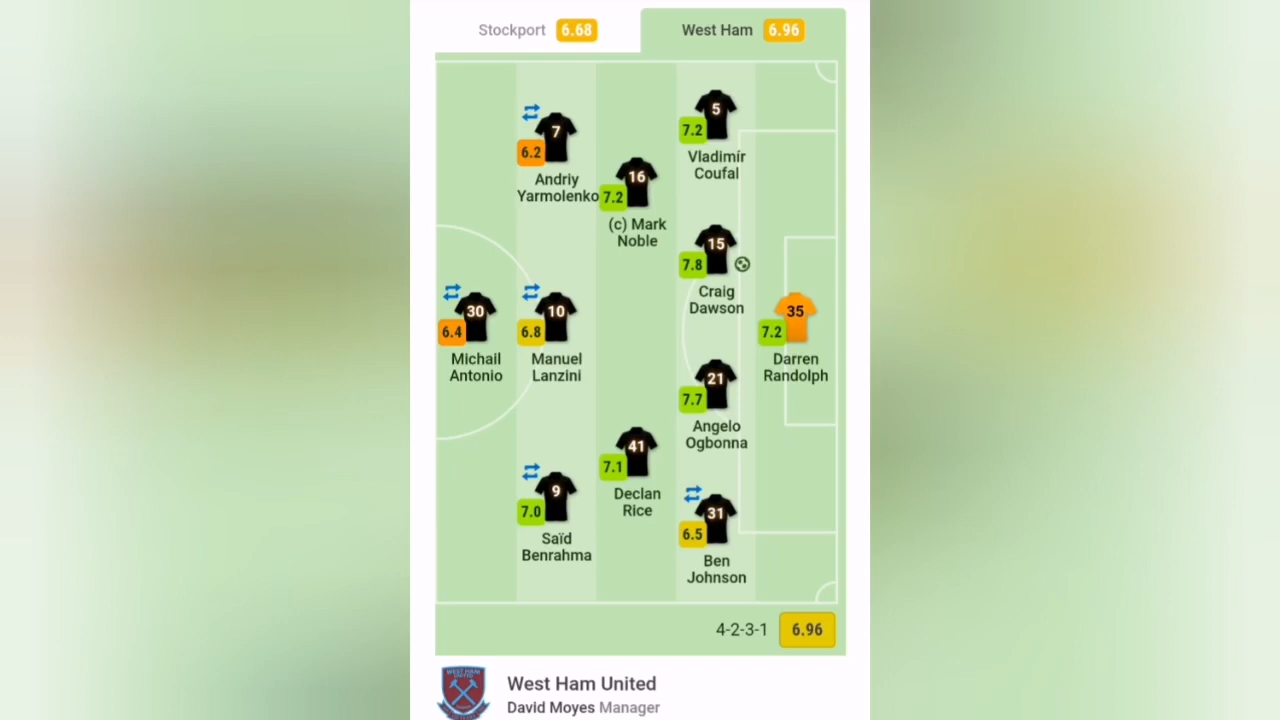 Stockport 6.68
West Ham 6.96
7
6.2
Andriy
Yarmolenko
5
7.2
Vladimír
Coufal
16
7.2
(c) Mark
Noble
15
7.8
Craig
Dawson
30
6.4
Michail
Antonio
10
6.8
Manuel
Lanzini
35
7.2
Darren
Randolph
21
7.7
Angelo
Ogbonna
41
7.1
Declan
Rice
9
7.0
Saïd
Benrahma
31
6.5
Ben
Johnson
4-2-3-1 6.96
WEST HAM
UNITED
West Ham United
David Moyes Manager